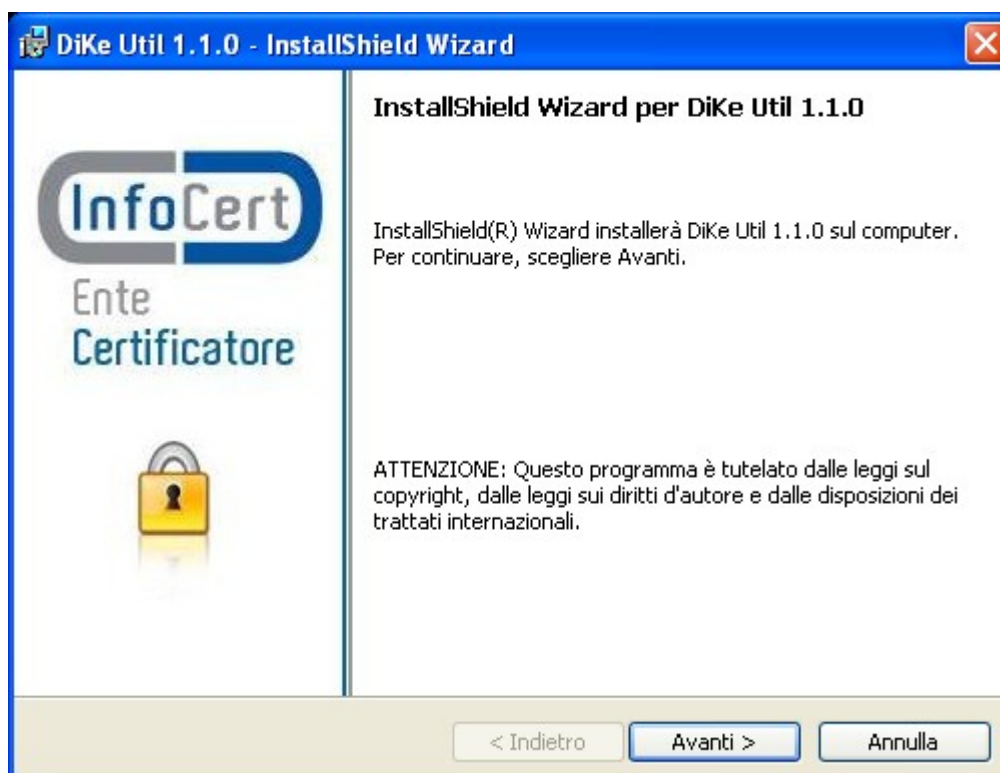 DiKe Util 1.1.0 - InstallShield Wizard
InfoCert
Ente
Certificatore
InstallShield Wizard per DiKe Util 1.1.0
InstallShield(R) Wizard installerà DiKe Util 1.1.0 sul computer.
Per continuare, scegliere Avanti.
ATTENZIONE: Questo programma è tutelato dalle leggi sul
copyright, dalle leggi sui diritti d'autore e dalle disposizioni dei
trattati internazionali.
< Indietro
Avanti >
Annulla